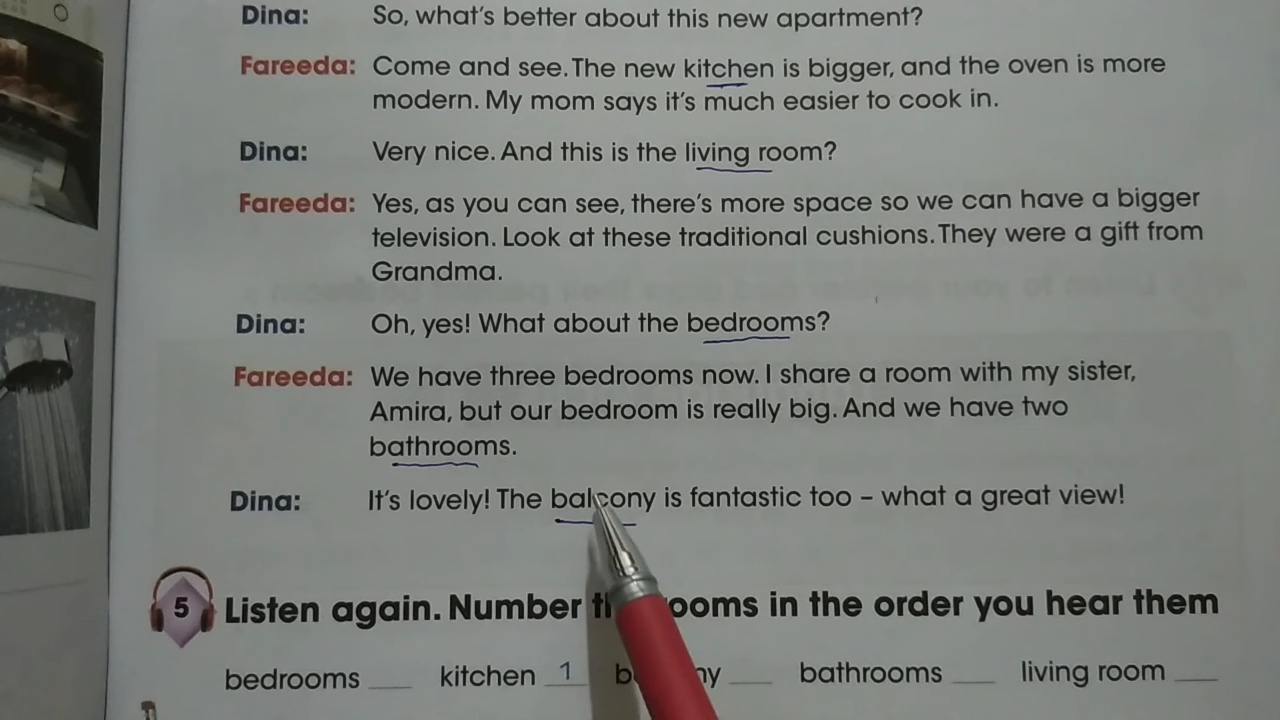 Dina: So, what's better about this new apartment?
Fareeda: Come and see. The new kitchen is bigger, and the oven is more
modern. My mom says it's much easier to cook in.
Dina: Very nice. And this is the living room?
Fareeda: Yes, as you can see, there's more space so we can have a bigger
television. Look at these traditional cushions. They were a gift from
Grandma.
Dina: Oh, yes! What about the bedrooms?
Fareeda: We have three bedrooms now. I share a room with my sister,
Amira, but our bedroom is really big. And we have two
bathrooms.
Dina: It's lovely! The balcony is fantastic too – what a great view!
5 Listen again. Number rooms in the order you hear them
bedrooms ___ kitchen 1 ___ bathrooms ___ living room ___